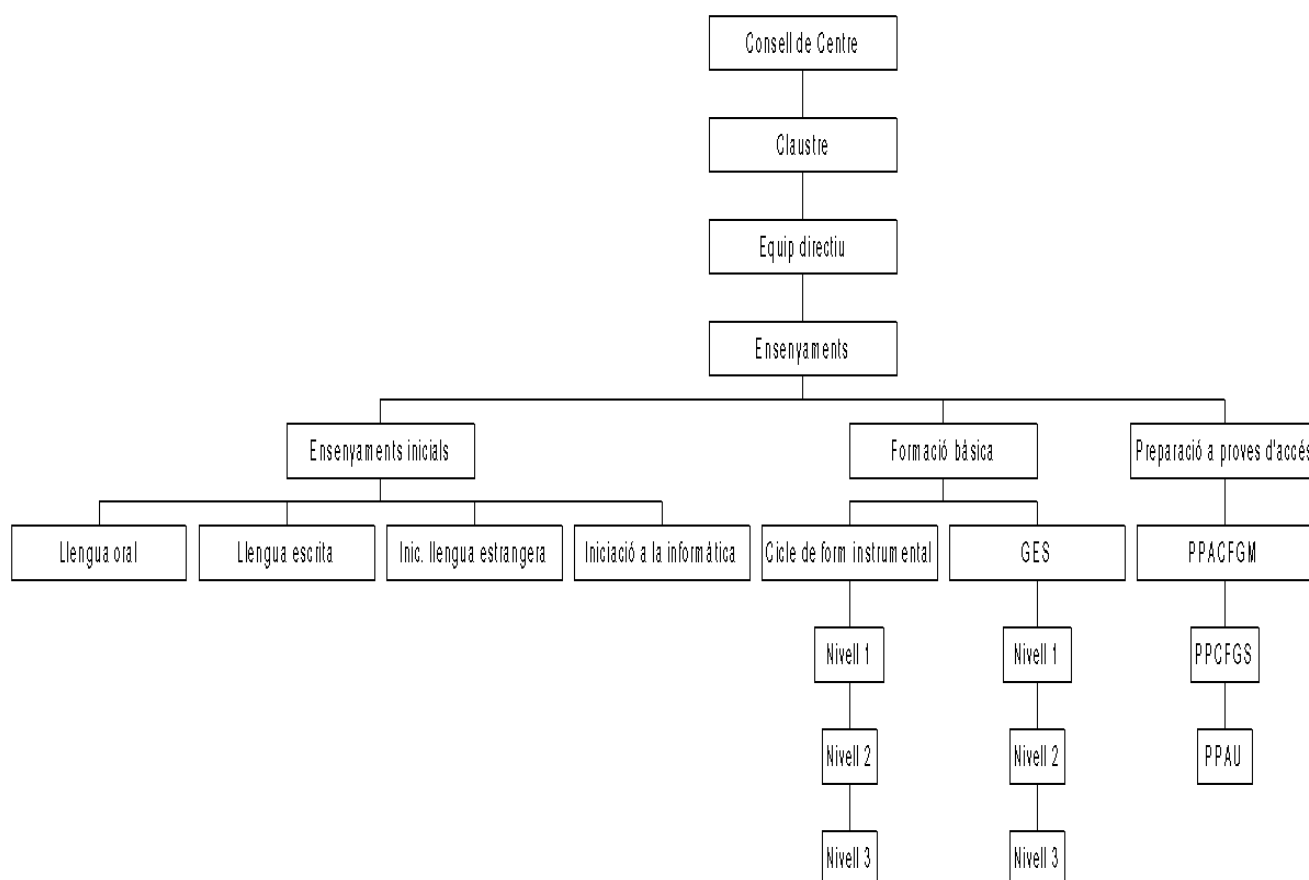 Consell de Centre
Claustre
Equip directiu
Ensenyaments
Ensenyaments inicials
Formació bàsica
Preparació a proves d'accés
Llengua oral
Llengua escrita
Inic. llengua estrangera
Iniciació a la informática
Cicle de form instrumental
GES
PPACFGM
Nivell 1
Nivell 1
PPCFGS
Nivell 2
Nivell 2
PPAU
Nivell 3
Nivell 3